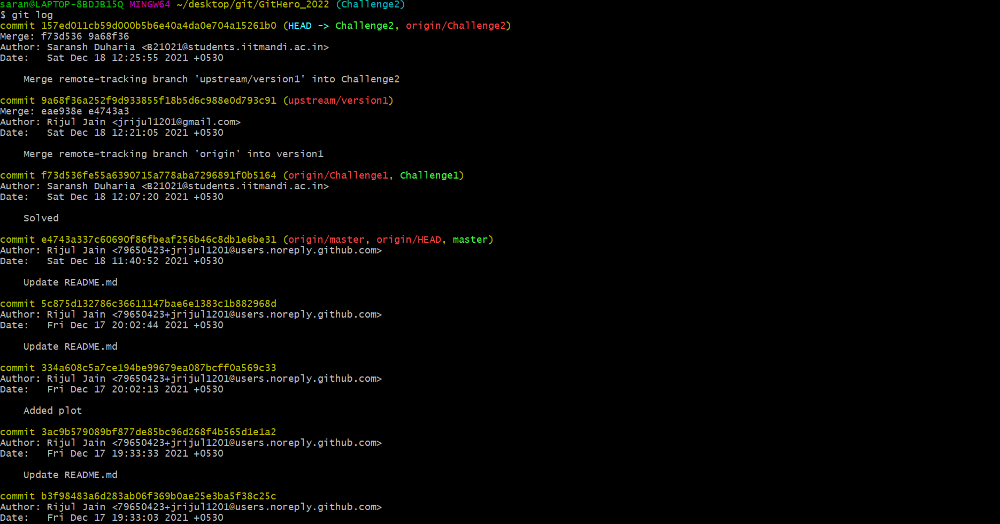 saran@LAPTOP-8BDJB15Q MINGW64 ~/desktop/git/GitHero_2022 (Challenge2)
$ git log
commit 157ed011cb59d000b5b6e40a4da0e704a15261b0 (HEAD -> Challenge2, origin/Challenge2)
Merge: f73d536 9a68f36
Author: Saransh Duharia <B21021@students.iitmandi.ac.in>
Date:   Sat Dec 18 12:25:55 2021 +0530

    Merge remote-tracking branch 'upstream/version1' into Challenge2

commit 9a68f36a252f9d933855f18b5d6c988e0d793c91 (upstream/version1)
Merge: eae938e e4743a3
Author: Rijul Jain <jrijul1201@gmail.com>
Date:   Sat Dec 18 12:21:05 2021 +0530

    Merge remote-tracking branch 'origin' into version1

commit f73d536fe55a6390715a778aba7296891f0b5164 (origin/Challenge1, Challenge1)
Author: Saransh Duharia <B21021@students.iitmandi.ac.in>
Date:   Sat Dec 18 12:07:20 2021 +0530

    Solved

commit e4743a337c60690f86fbeaf256b46c8db1e6be31 (origin/master, origin/HEAD, master)
Author: Rijul Jain <79650423+jrijul1201@users.noreply.github.com>
Date:   Sat Dec 18 11:40:52 2021 +0530

    Update README.md

commit 5c875d132786c36611147bae6e1383c1b882968d
Author: Rijul Jain <79650423+jrijul1201@users.noreply.github.com>
Date:   Fri Dec 17 20:02:44 2021 +0530

    Update README.md

commit 334a608c5a7ce194be99679ea087bcff0a569c33
Author: Rijul Jain <79650423+jrijul1201@users.noreply.github.com>
Date:   Fri Dec 17 20:02:13 2021 +0530

    Added plot

commit 3ac9b579089bf877de85bc96d268f4b565d1e1a2
Author: Rijul Jain <79650423+jrijul1201@users.noreply.github.com>
Date:   Fri Dec 17 19:33:33 2021 +0530

    Update README.md

commit b3f98483a6d283ab06f369b0ae25e3ba5f38c25c
Author: Rijul Jain <79650423+jrijul1201@users.noreply.github.com>
Date:   Fri Dec 17 19:33:03 2021 +0530